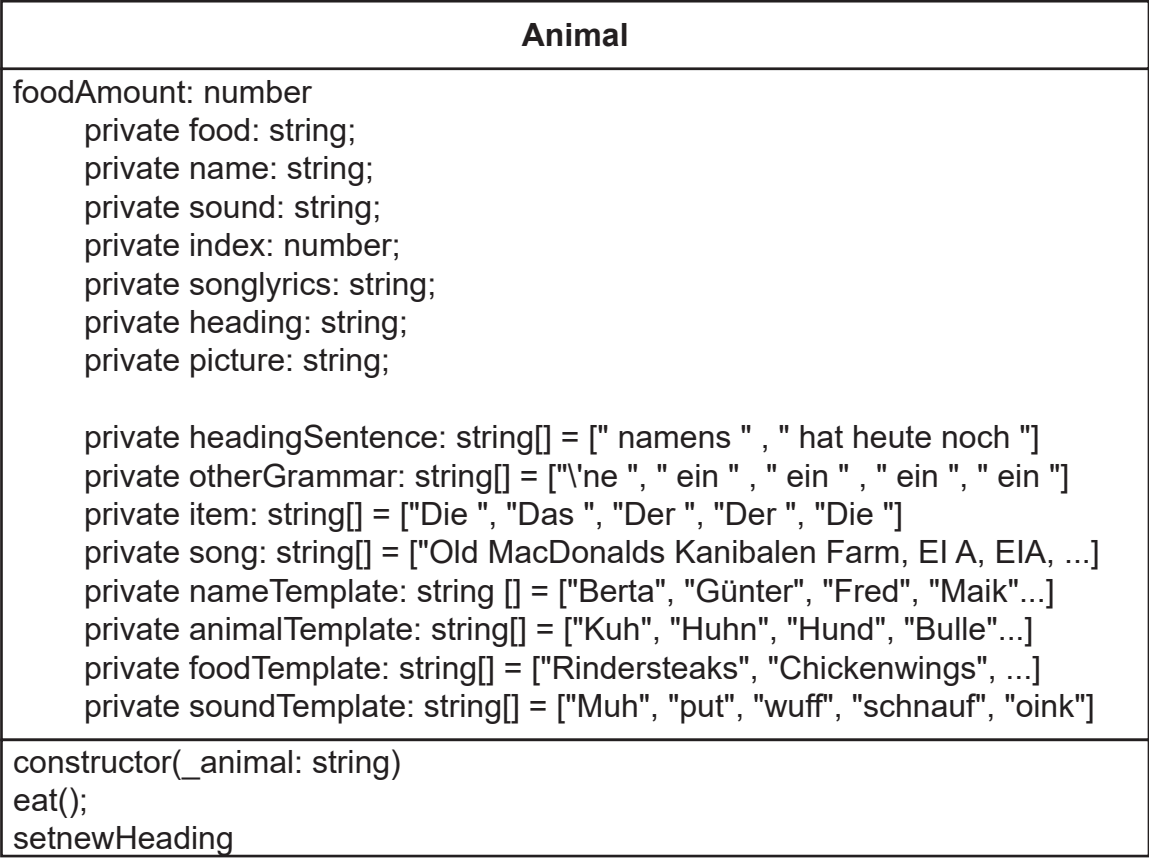 Animal
foodAmount: number
private food: string;
private name: string;
private sound: string;
private index: number;
private songlyrics: string;
private heading: string;
private picture: string;
private headingSentence: string[] = [" namens " , " hat heute noch "]
private otherGrammar: string[] = ["\'ne ", " ein " , " ein " , " ein ", " ein "]
private item: string[] = ["Die ", "Das ", "Der ", "Der ", "Die "]
private song: string[] = ["Old MacDonalds Kanibalen Farm, EI A, EIA, ...]
private nameTemplate: string [] = ["Berta", "Günter", "Fred", "Maik"...]
private animalTemplate: string[] = ["Kuh", "Huhn", "Hund", "Bulle"...]
private foodTemplate: string[] = ["Rindersteaks", "Chickenwings", ...]
private soundTemplate: string[] = ["Muh", "put", "wuff", "schnauf", "oink"]
constructor(_animal: string)
eat();
setnewHeading